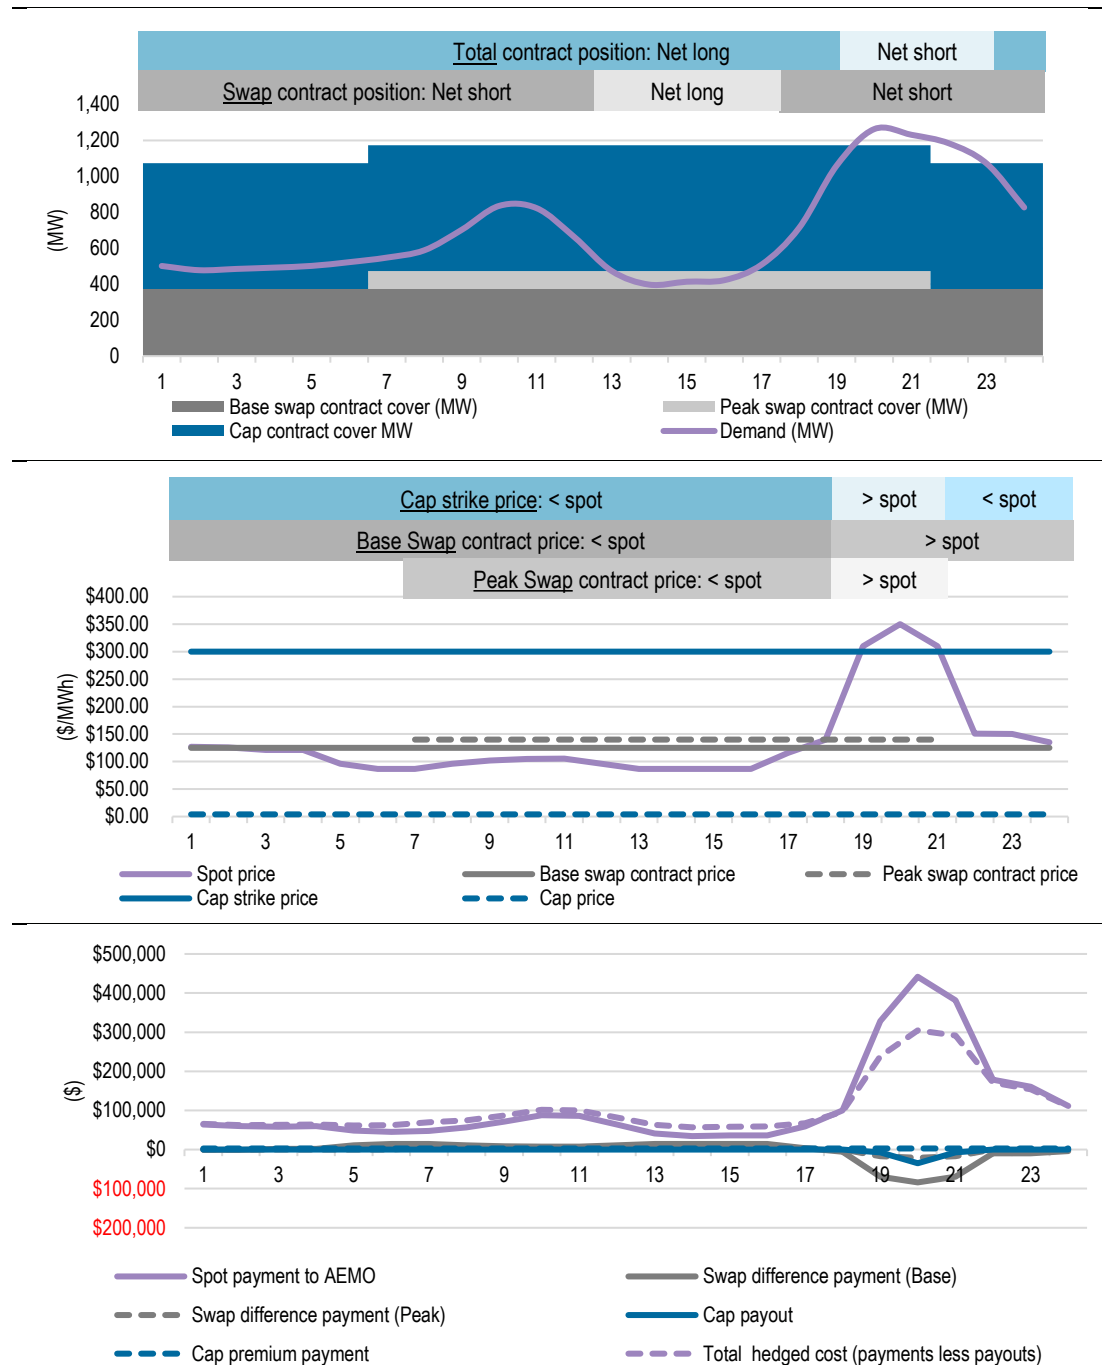 Total contract position: Net long Net short
Swap contract position: Net short Net long Net short
1,400
1,200
1,000
800
600
400
200
0
(MW)
1 3 5 7 9 11 13 15 17 19 21 23
Base swap contract cover (MW) Peak swap contract cover (MW)
Cap contract cover MW Demand (MW)
Cap strike price: < spot > spot < spot
Base Swap contract price: < spot > spot
Peak Swap contract price: < spot > spot
$400.00
$350.00
$300.00
$250.00
$200.00
$150.00
$100.00
$50.00
$0.00
($/MWh)
1 3 5 7 9 11 13 15 17 19 21 23
Spot price Base swap contract price Peak swap contract price
Cap strike price Cap price
$500,000
$400,000
$300,000
$200,000
$100,000
$0
$100,000
$200,000
($)
1 3 5 7 9 11 13 15 17 19 21 23
Spot payment to AEMO Swap difference payment (Base)
Swap difference payment (Peak) Cap payout
Cap premium payment Total hedged cost (payments less payouts)